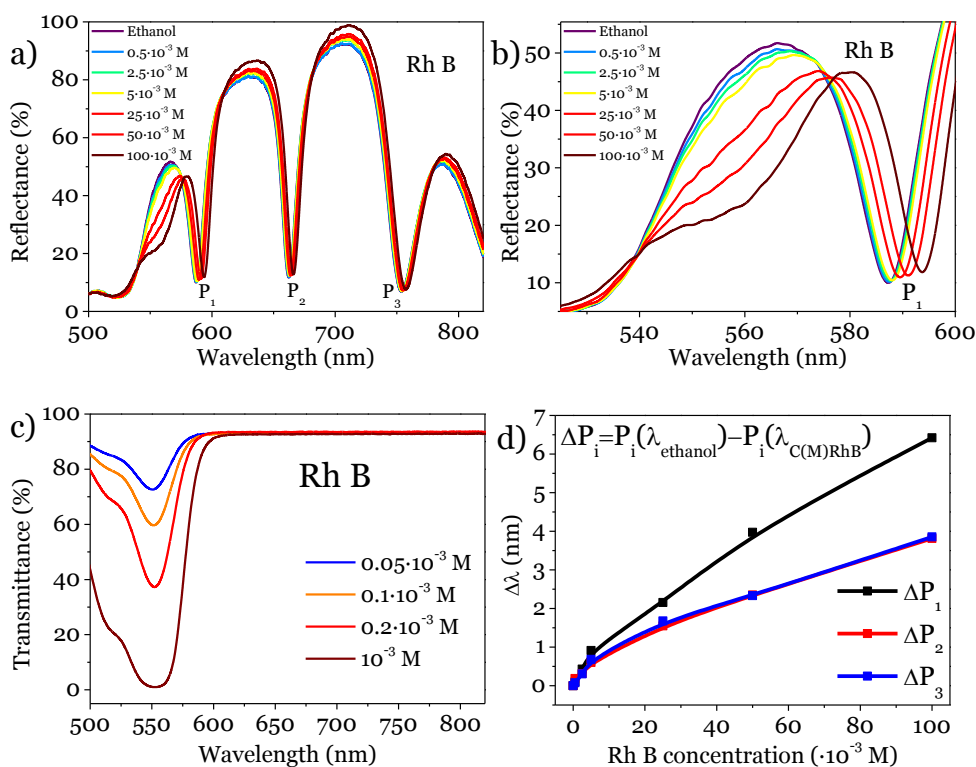 a)
Ethanol
0.5·10⁻³ M
2.5·10⁻³ M
5·10⁻³ M
25·10⁻³ M
50·10⁻³ M
100·10⁻³ M
Rh B
P₁
P₂
P₃
100
80
60
40
20
0
500 550 600 650 700 750 800
Reflectance (%)
Wavelength (nm)
b)
Ethanol
0.5·10⁻³ M
2.5·10⁻³ M
5·10⁻³ M
25·10⁻³ M
50·10⁻³ M
100·10⁻³ M
Rh B
P₁
50
40
30
20
10
540 560 580 600
Reflectance (%)
Wavelength (nm)
c)
Rh B
0.05·10⁻³ M
0.1·10⁻³ M
0.2·10⁻³ M
10⁻³ M
100
80
60
40
20
0
500 550 600 650 700 750 800
Transmittance (%)
Wavelength (nm)
d)
ΔPᵢ=Pᵢ(λ_ethanol)−Pᵢ(λ_C(M)RhB)
ΔP₁
ΔP₂
ΔP₃
7
6
5
4
3
2
1
0
0 20 40 60 80 100
Δλ (nm)
Rh B concentration (·10⁻³ M)